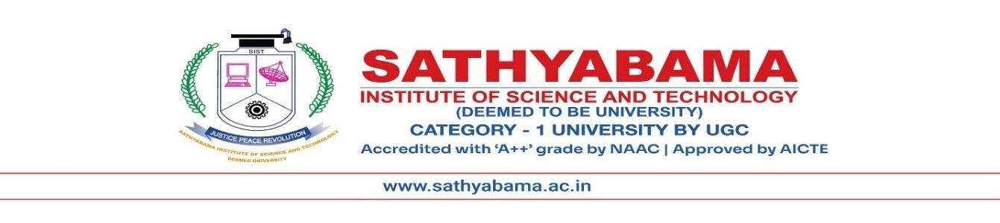 SIST
JUSTICE PEACE REVOLUTION
SATHYABAMA INSTITUTE OF SCIENCE AND TECHNOLOGY
DEEMED UNIVERSITY
SATHYABAMA
INSTITUTE OF SCIENCE AND TECHNOLOGY
(DEEMED TO BE UNIVERSITY)
CATEGORY - 1 UNIVERSITY BY UGC
Accredited with ‘A++’ grade by NAAC | Approved by AICTE
www.sathyabama.ac.in